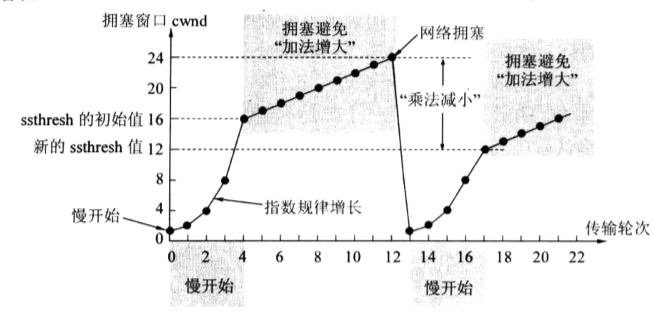 拥塞窗口 cwnd
拥塞避免
“加法增大”
网络拥塞
拥塞避免
“加法增大”
24
20
“乘法减小”
ssthresh 的初始值 16
新的 ssthresh 值 12
8
4
慢开始
指数规律增长
0
传输轮次
0 2 4 6 8 10 12 14 16 18 20 22
慢开始
慢开始